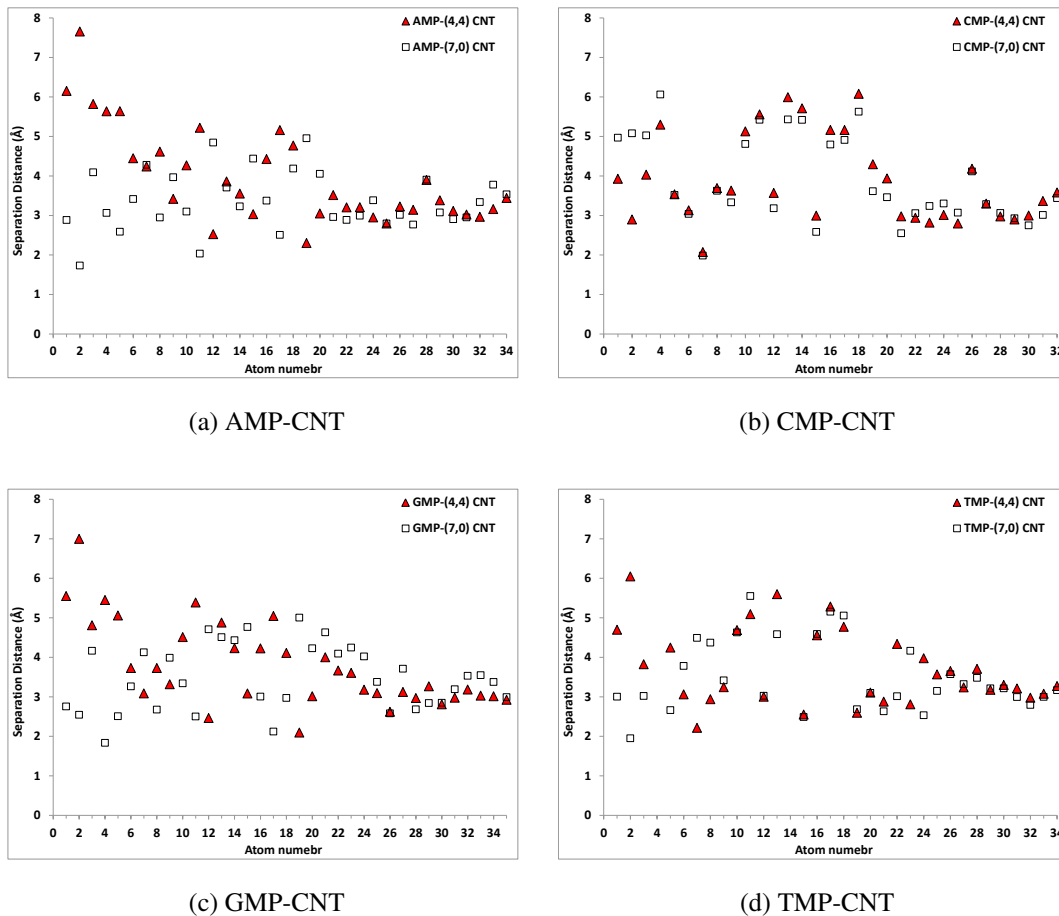 AMP-(4,4) CNT
AMP-(7,0) CNT
Separation Distance (Å)
8
7
6
5
4
3
2
1
0
0 2 4 6 8 10 12 14 16 18 20 22 24 26 28 30 32 34
Atom numebr
(a) AMP-CNT
CMP-(4,4) CNT
CMP-(7,0) CNT
Separation Distance (Å)
8
7
6
5
4
3
2
1
0
0 2 4 6 8 10 12 14 16 18 20 22 24 26 28 30 32
Atom numebr
(b) CMP-CNT
GMP-(4,4) CNT
GMP-(7,0) CNT
Separation Distance (Å)
8
7
6
5
4
3
2
1
0
0 2 4 6 8 10 12 14 16 18 20 22 24 26 28 30 32 34
Atom numebr
(c) GMP-CNT
TMP-(4,4) CNT
TMP-(7,0) CNT
Separation Distance (Å)
8
7
6
5
4
3
2
1
0
0 2 4 6 8 10 12 14 16 18 20 22 24 26 28 30 32 34
Atom numebr
(d) TMP-CNT